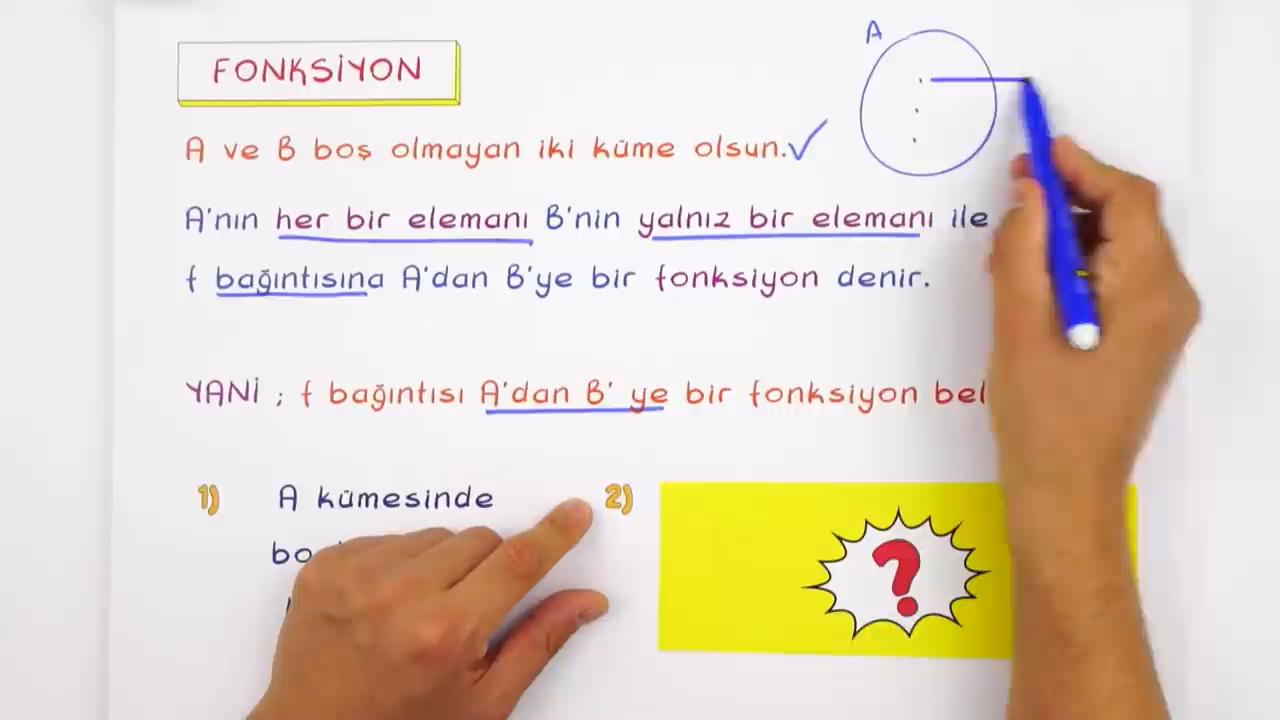 FONKSİYON
A
A ve B boş olmayan iki küme olsun.
A'nın her bir elemanı B'nin yalnız bir elemanı ile
f bağıntısına A'dan B'ye bir fonksiyon denir.
YANİ ; f bağıntısı A'dan B' ye bir fonksiyon
1) A kümesinde
2)
?